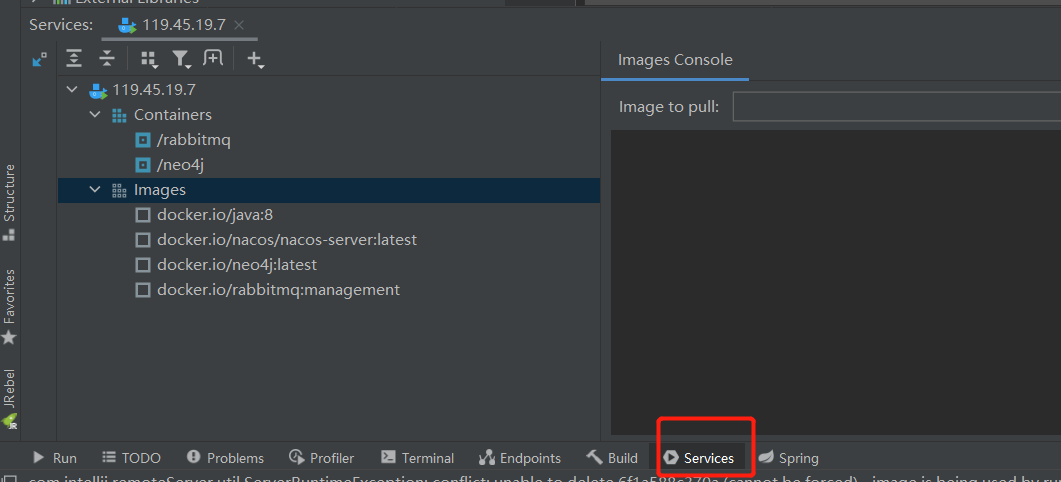 External Libraries
Services: 119.45.19.7
Images Console
119.45.19.7
Image to pull:
Containers
/rabbitmq
/neo4j
Images
docker.io/java:8
docker.io/nacos/nacos-server:latest
docker.io/neo4j:latest
docker.io/rabbitmq:management
Structure
Favorites
JRebel
Run TODO Problems Profiler Terminal Endpoints Build Services Spring
com.intellij.remoteServer.util.ServerRuntimeException: conflict: unable to delete 6f1a588c370a (cannot be forced) - image is being used by